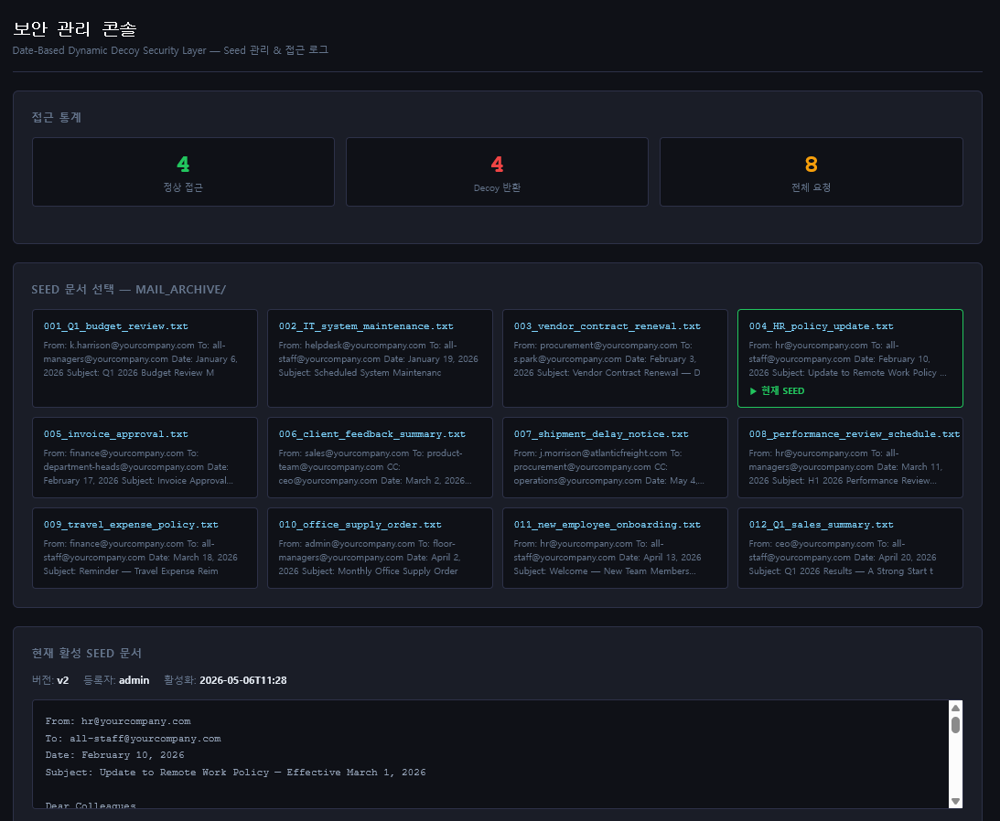 보안 관리 콘솔
Date-Based Dynamic Decoy Security Layer — Seed 관리 & 접근 로그
접근 통계
4
정상 접근
4
Decoy 반환
8
전체 요청
SEED 문서 선택 — MAIL_ARCHIVE/
001_Q1_budget_review.txt
From: k.harrison@yourcompany.com To: all-
managers@yourcompany.com Date: January 6,
2026 Subject: Q1 2026 Budget Review M
002_IT_system_maintenance.txt
From: helpdesk@yourcompany.com To: all-
staff@yourcompany.com Date: January 19, 2026
Subject: Scheduled System Maintenanc
003_vendor_contract_renewal.txt
From: procurement@yourcompany.com To:
s.park@yourcompany.com Date: February 3,
2026 Subject: Vendor Contract Renewal — D
004_HR_policy_update.txt
From: hr@yourcompany.com To: all-
staff@yourcompany.com Date: February 10,
2026 Subject: Update to Remote Work Policy ...
▶ 현재 SEED
005_invoice_approval.txt
From: finance@yourcompany.com To:
department-heads@yourcompany.com Date:
February 17, 2026 Subject: Invoice Approval...
006_client_feedback_summary.txt
From: sales@yourcompany.com To: product-
team@yourcompany.com CC:
ceo@yourcompany.com Date: March 2, 2026...
007_shipment_delay_notice.txt
From: j.morrison@atlanticfreight.com To:
procurement@yourcompany.com CC:
operations@yourcompany.com Date: May 4,...
008_performance_review_schedule.txt
From: hr@yourcompany.com To: all-
managers@yourcompany.com Date: March 11,
2026 Subject: H1 2026 Performance Review...
009_travel_expense_policy.txt
From: finance@yourcompany.com To: all-
staff@yourcompany.com Date: March 18, 2026
Subject: Reminder — Travel Expense Reim
010_office_supply_order.txt
From: admin@yourcompany.com To: floor-
managers@yourcompany.com Date: April 2,
2026 Subject: Monthly Office Supply Order
011_new_employee_onboarding.txt
From: hr@yourcompany.com To: all-
staff@yourcompany.com Date: April 13, 2026
Subject: Welcome — New Team Members...
012_Q1_sales_summary.txt
From: ceo@yourcompany.com To: all-
staff@yourcompany.com Date: April 20, 2026
Subject: Q1 2026 Results — A Strong Start t
현재 활성 SEED 문서
버전: v2 등록자: admin 활성화: 2026-05-06T11:28
From: hr@yourcompany.com
To: all-staff@yourcompany.com
Date: February 10, 2026
Subject: Update to Remote Work Policy — Effective March 1, 2026
Dear Colleagues